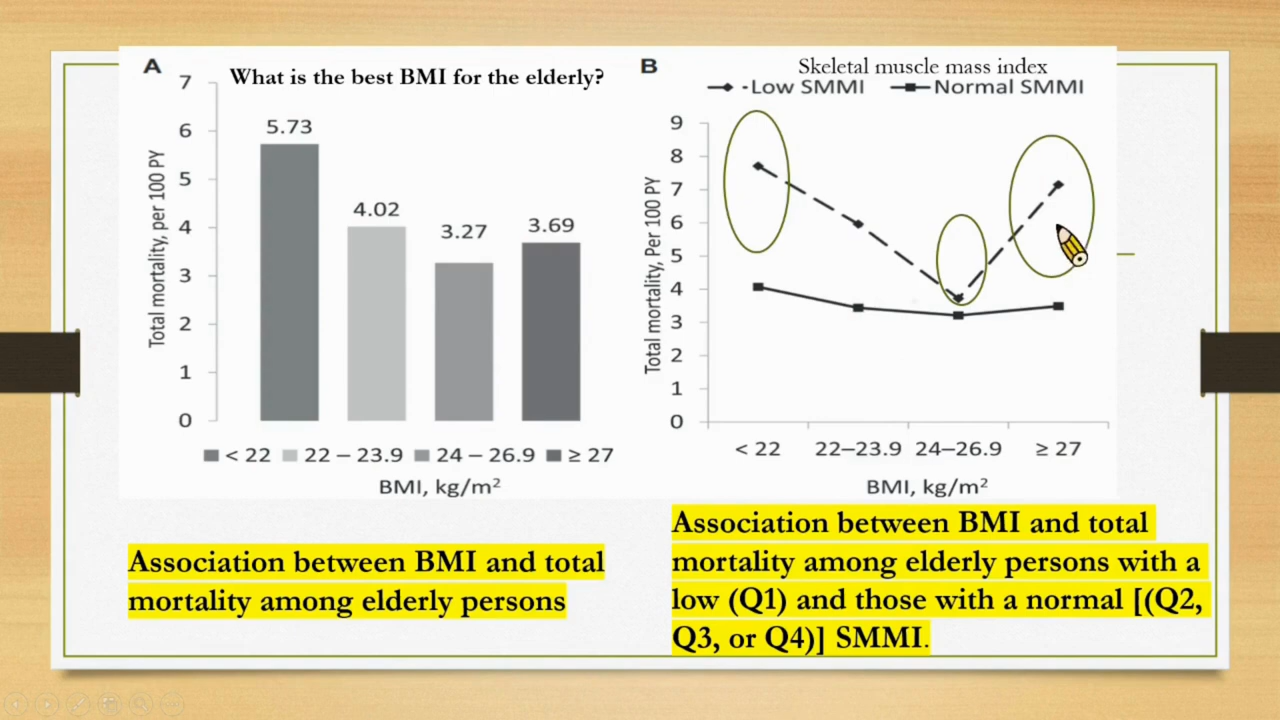 A
What is the best BMI for the elderly?
7
6
5
4
3
2
1
0
Total mortality, per 100 PY
5.73
4.02
3.27
3.69
< 22
22 – 23.9
24 – 26.9
≥ 27
BMI, kg/m²
Association between BMI and total
mortality among elderly persons
B
Skeletal muscle mass index
Low SMMI
Normal SMMI
9
8
7
6
5
4
3
2
1
0
Total mortality, Per 100 PY
< 22
22–23.9
24–26.9
≥ 27
BMI, kg/m²
Association between BMI and total
mortality among elderly persons with a
low (Q1) and those with a normal [(Q2,
Q3, or Q4)] SMMI.